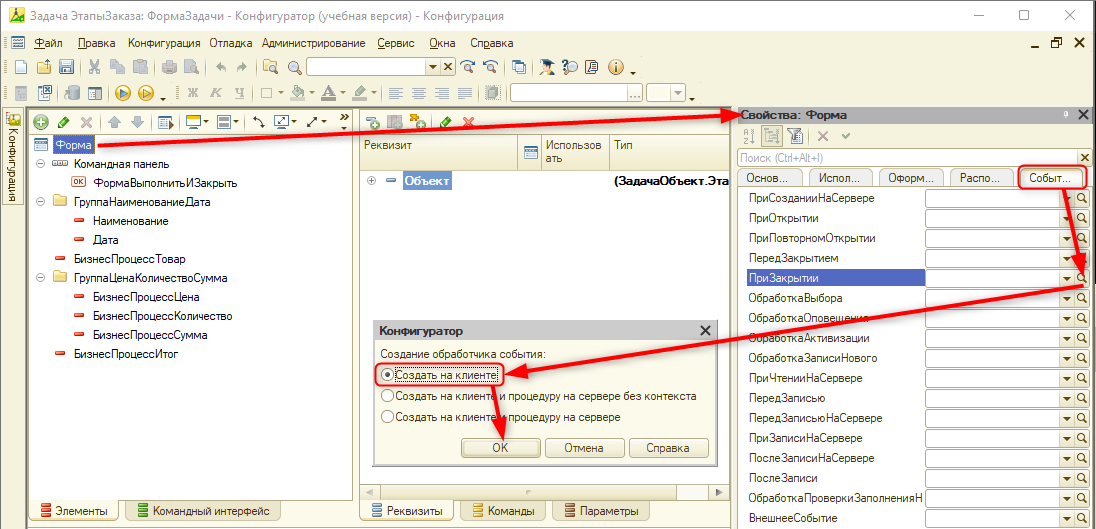 Задача ЭтапыЗаказа: ФормаЗадачи - Конфигуратор (учебная версия) - Конфигурация
Файл Правка Конфигурация Отладка Администрирование Сервис Окна Справка
Конфигурация
Форма
Командная панель
ОК ФормаВыполнитьИЗакрыть
ГруппаНаименованиеДата
Наименование
Дата
БизнесПроцессТовар
ГруппаЦенаКоличествоСумма
БизнесПроцессЦена
БизнесПроцессКоличество
БизнесПроцессСумма
БизнесПроцессИтог
Элементы Командный интерфейс
Реквизит Использовать Тип
Объект (ЗадачаОбъект.Эта
Реквизиты Команды Параметры
Конфигуратор
Создание обработчика события:
Создать на клиенте
Создать на клиенте и процедуру на сервере без контекста
Создать на клиенте и процедуру на сервере
ОК Отмена Справка
Свойства: Форма
Поиск (Ctrl+Alt+I)
Основ... Испол... Оформ... Распо... Событ...
ПриСозданииНаСервере
ПриОткрытии
ПриПовторномОткрытии
ПередЗакрытием
ПриЗакрытии
ОбработкаВыбора
ОбработкаОповещения
ОбработкаАктивизации
ОбработкаЗаписиНового
ПриЧтенииНаСервере
ПередЗаписью
ПередЗаписьюНаСервере
ПриЗаписиНаСервере
ПослеЗаписиНаСервере
ПослеЗаписи
ОбработкаПроверкиЗаполненияН
ВнешнееСобытие